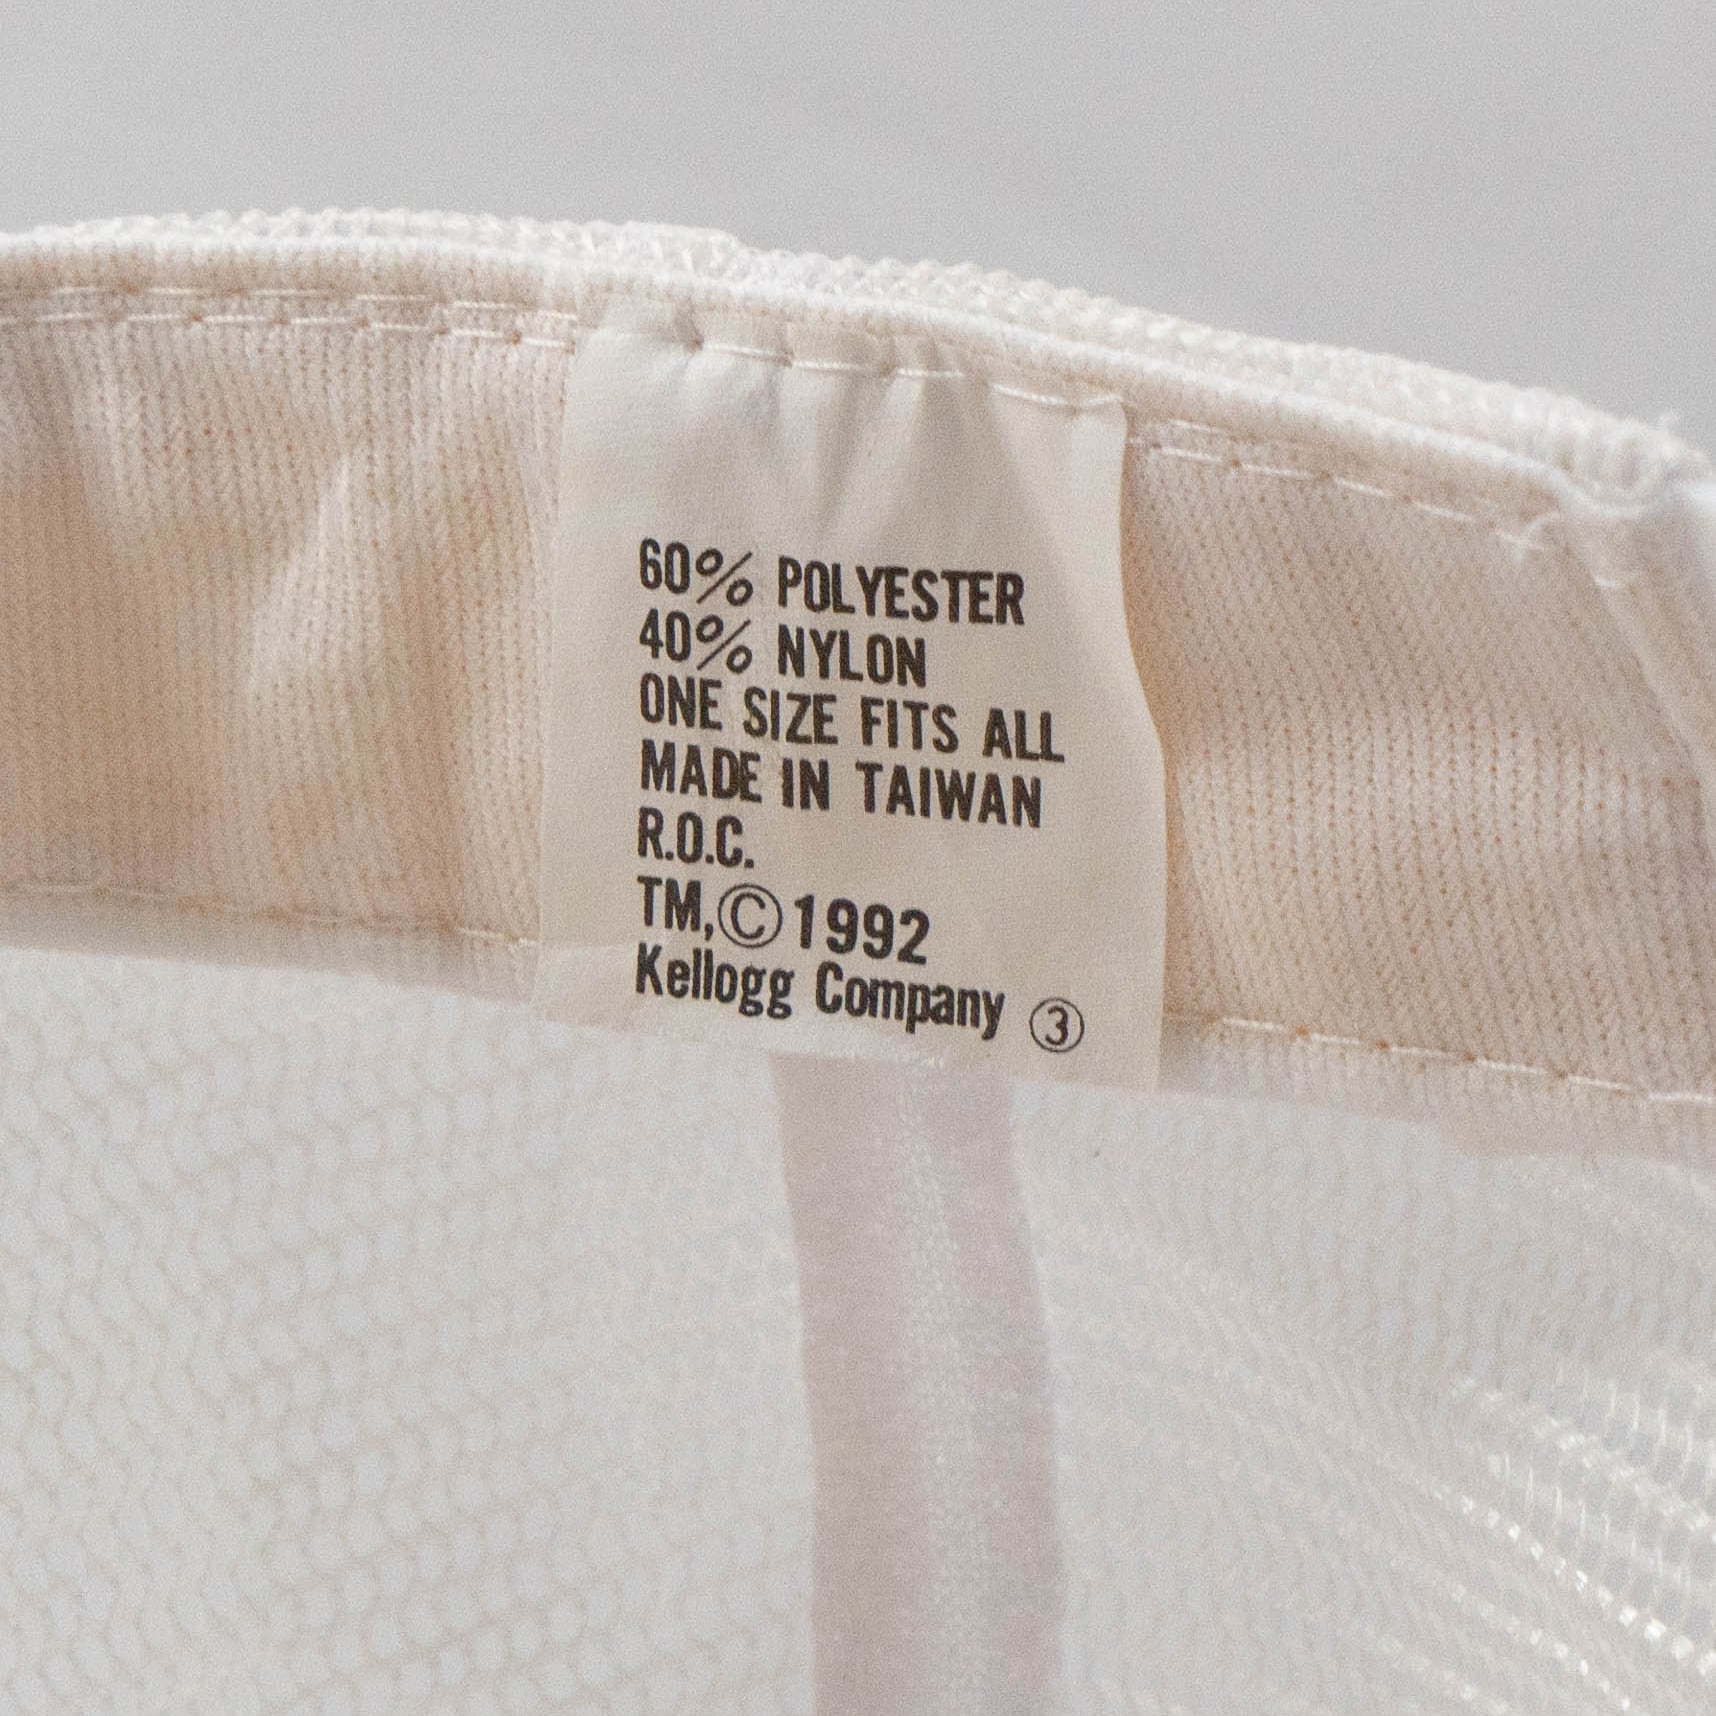 60% POLYESTER
40% NYLON
ONE SIZE FITS ALL
MADE IN TAIWAN
R.O.C.
TM,©1992
Kellogg Company ③